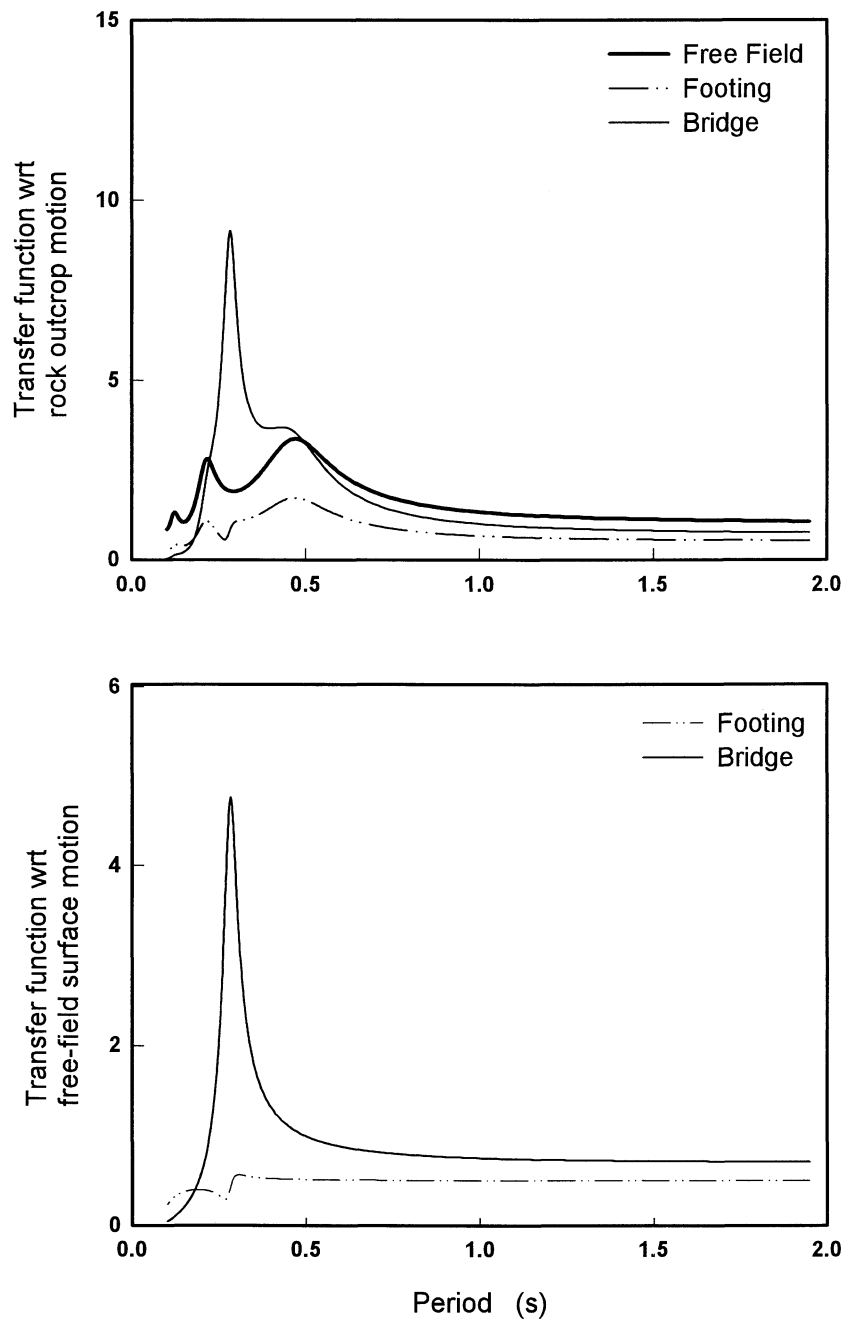 15
10
5
0
Transfer function wrt
rock outcrop motion
Free Field
Footing
Bridge
0.0 0.5 1.0 1.5 2.0
6
4
2
0
Transfer function wrt
free-field surface motion
Footing
Bridge
0.0 0.5 1.0 1.5 2.0
Period (s)